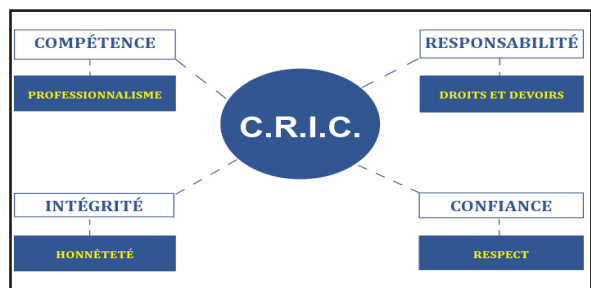 COMPÉTENCE
PROFESSIONNALISME
RESPONSABILITÉ
DROITS ET DEVOIRS
C.R.I.C.
INTÉGRITÉ
HONNÊTETÉ
CONFIANCE
RESPECT